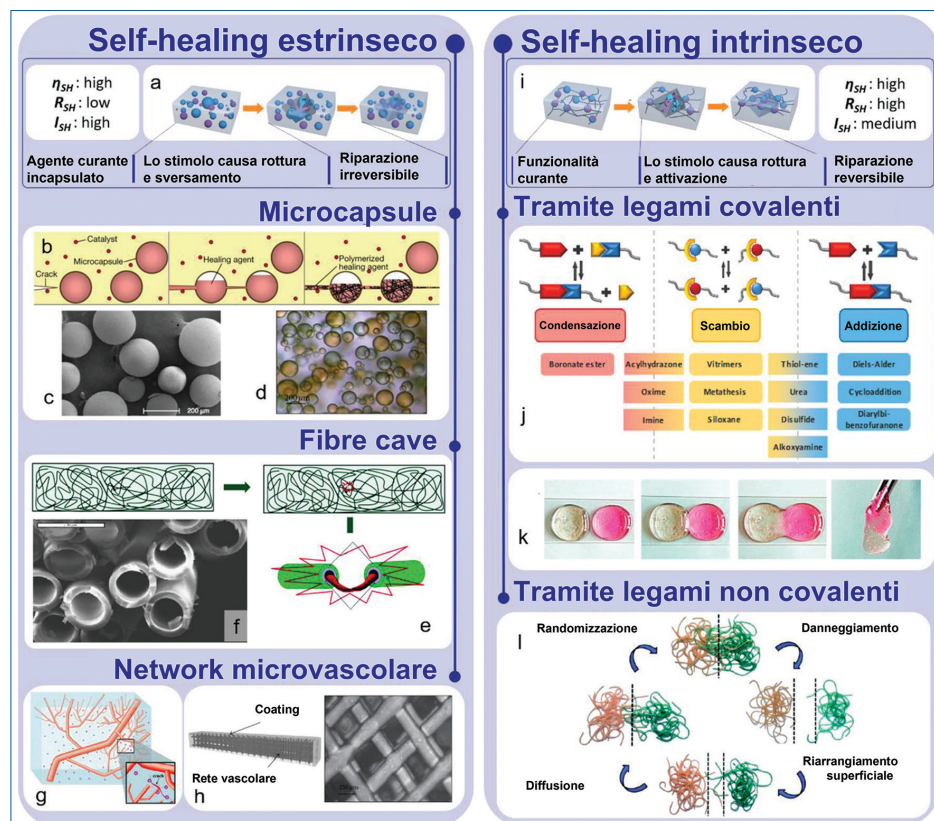 Self-healing estrinseco
ηSH: high
RSH: low
ISH: high
a
Agente curante
incapsulato
Lo stimolo causa rottura
e sversamento
Riparazione
irreversibile
Microcapsule
b
Catalyst
Microcapsule
Crack
Healing agent
Polymerized
healing agent
c
200 µm
d
200 µm
Fibre cave
f
e
Network microvascolare
g
crack
h
Coating
Rete vascolare
Self-healing intrinseco
i
ηSH: high
RSH: high
ISH: medium
Funzionalità
curante
Lo stimolo causa rottura
e attivazione
Riparazione
reversibile
Tramite legami covalenti
Condensazione
Scambio
Addizione
Boronate ester
Acylhydrazone
Vitrimers
Thiol-ene
Diels-Alder
Oxime
Metathesis
Urea
Cycloaddition
Imine
Siloxane
Disulfide
Diarylbi-
benzofuranone
Alkoxyamine
j
k
Tramite legami non covalenti
l
Randomizzazione
Danneggiamento
Diffusione
Riarrangiamento
superficiale